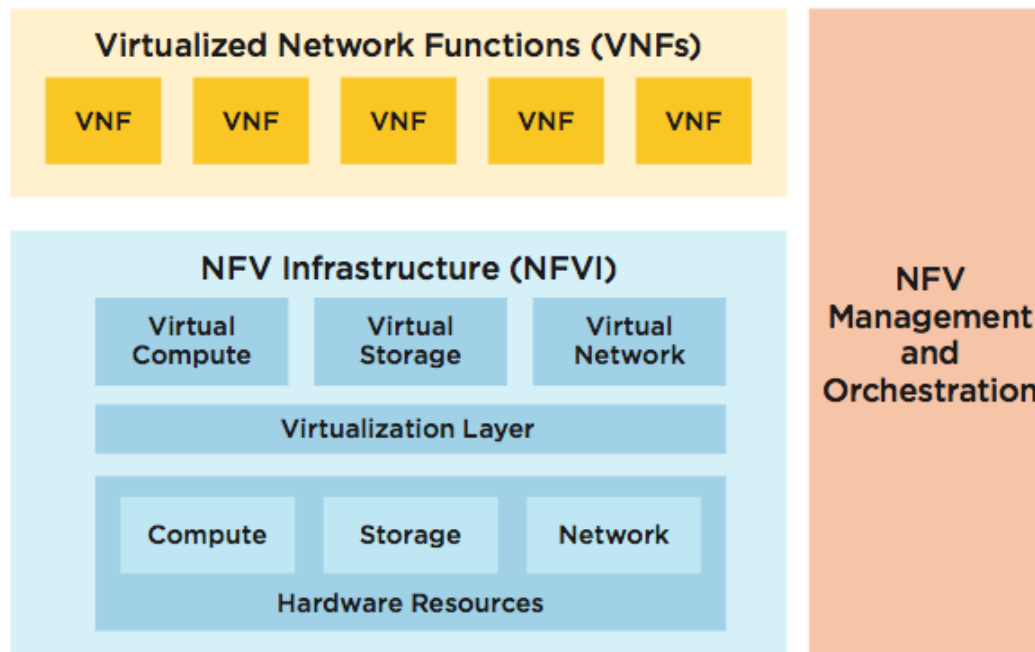 Virtualized Network Functions (VNFs)
VNF VNF VNF VNF VNF
NFV Infrastructure (NFVI)
Virtual Compute
Virtual Storage
Virtual Network
Virtualization Layer
Compute Storage Network
Hardware Resources
NFV
Management
and
Orchestration